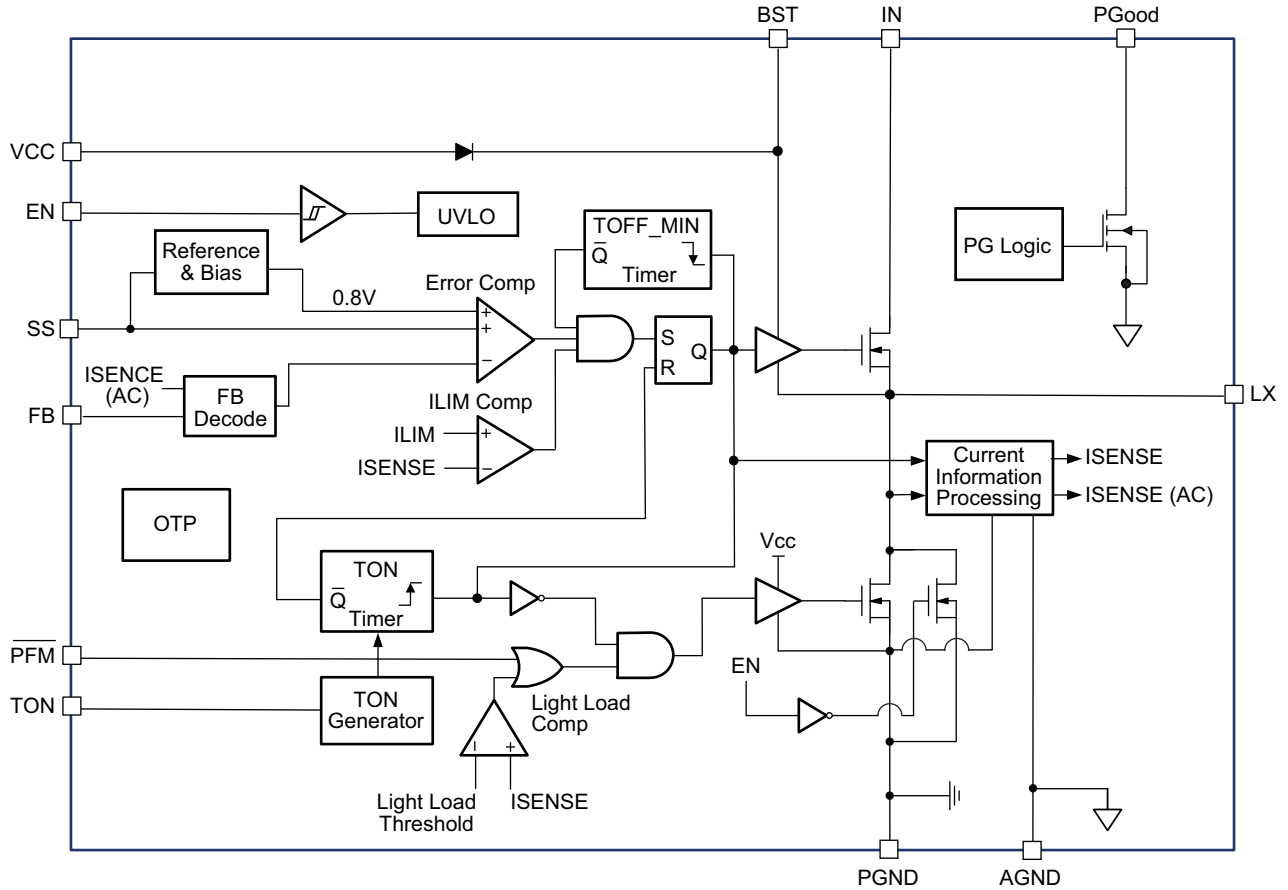 BST
IN
PGood
VCC
EN
UVLO
TOFF_MIN
Q̅
Timer
PG Logic
Reference
& Bias
Error Comp
0.8V
+
+
−
SS
S
R
Q
ISENCE
(AC)
FB
FB
Decode
ILIM Comp
ILIM
ISENSE
+
−
LX
Current
Information
Processing
ISENSE
ISENSE (AC)
OTP
TON
Q̅
Timer
Vcc
P̅F̅M̅
TON
TON
Generator
Light Load
Comp
EN
−
+
Light Load
Threshold
ISENSE
PGND
AGND